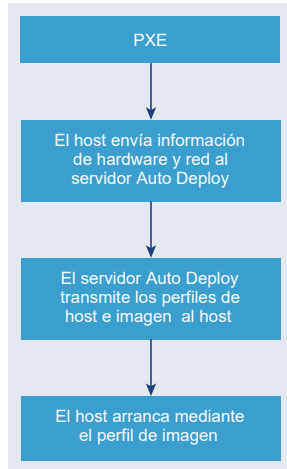 PXE
El host envía información
de hardware y red al
servidor Auto Deploy
El servidor Auto Deploy
transmite los perfiles de
host e imagen al host
El host arranca mediante
el perfil de imagen